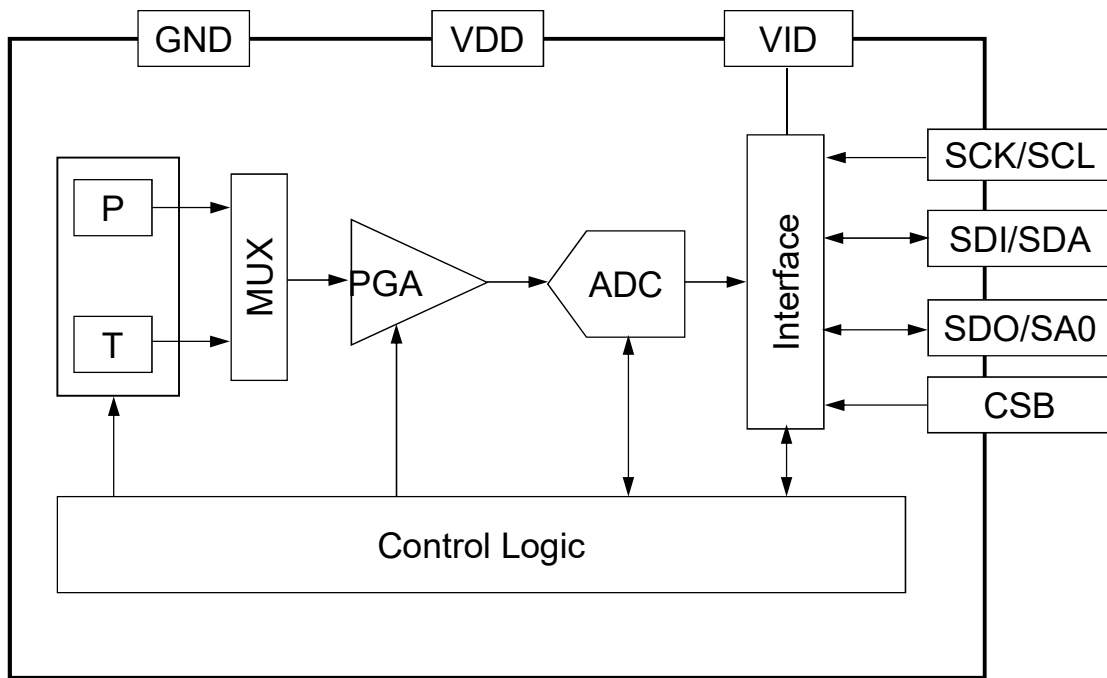 GND
VDD
VID
SCK/SCL
P
SDI/SDA
MUX
PGA
ADC
Interface
T
SDO/SA0
CSB
Control Logic